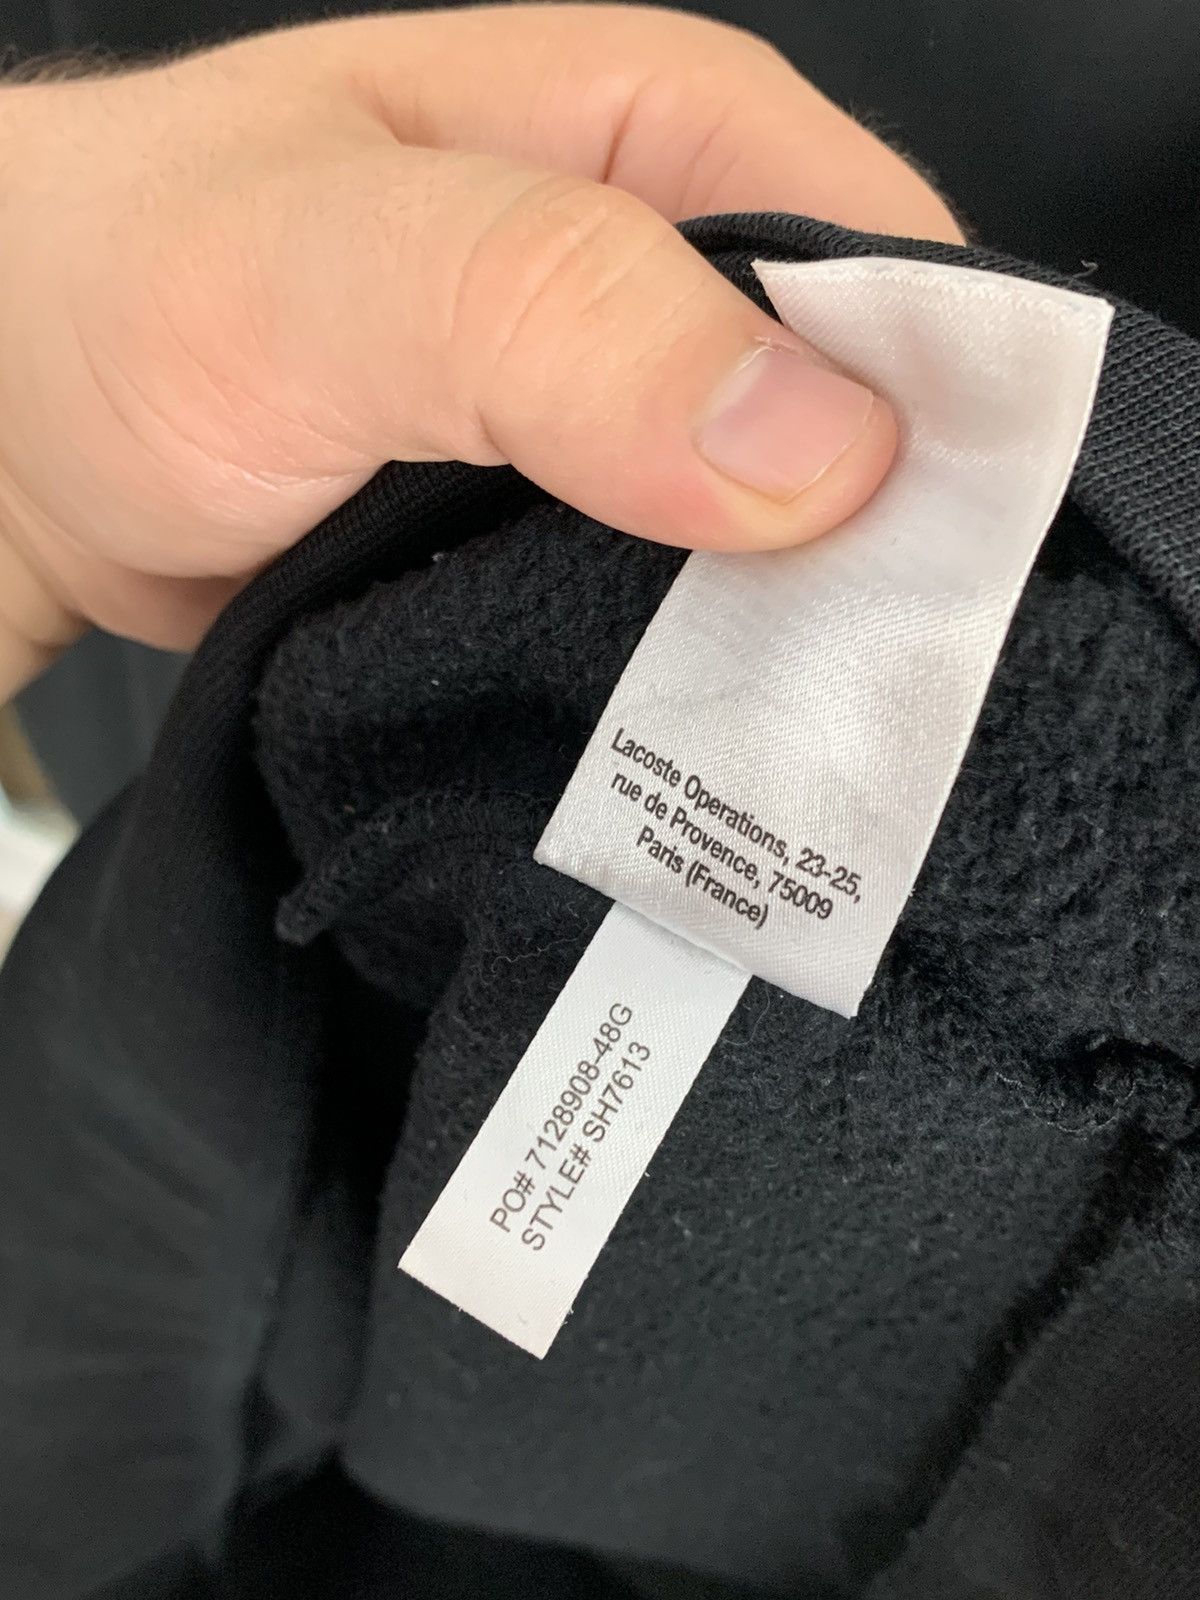 Lacoste Operations, 23-25,
rue de Provence, 75009
Paris (France)
PO# 7128908-48G
STYLE# SH7613